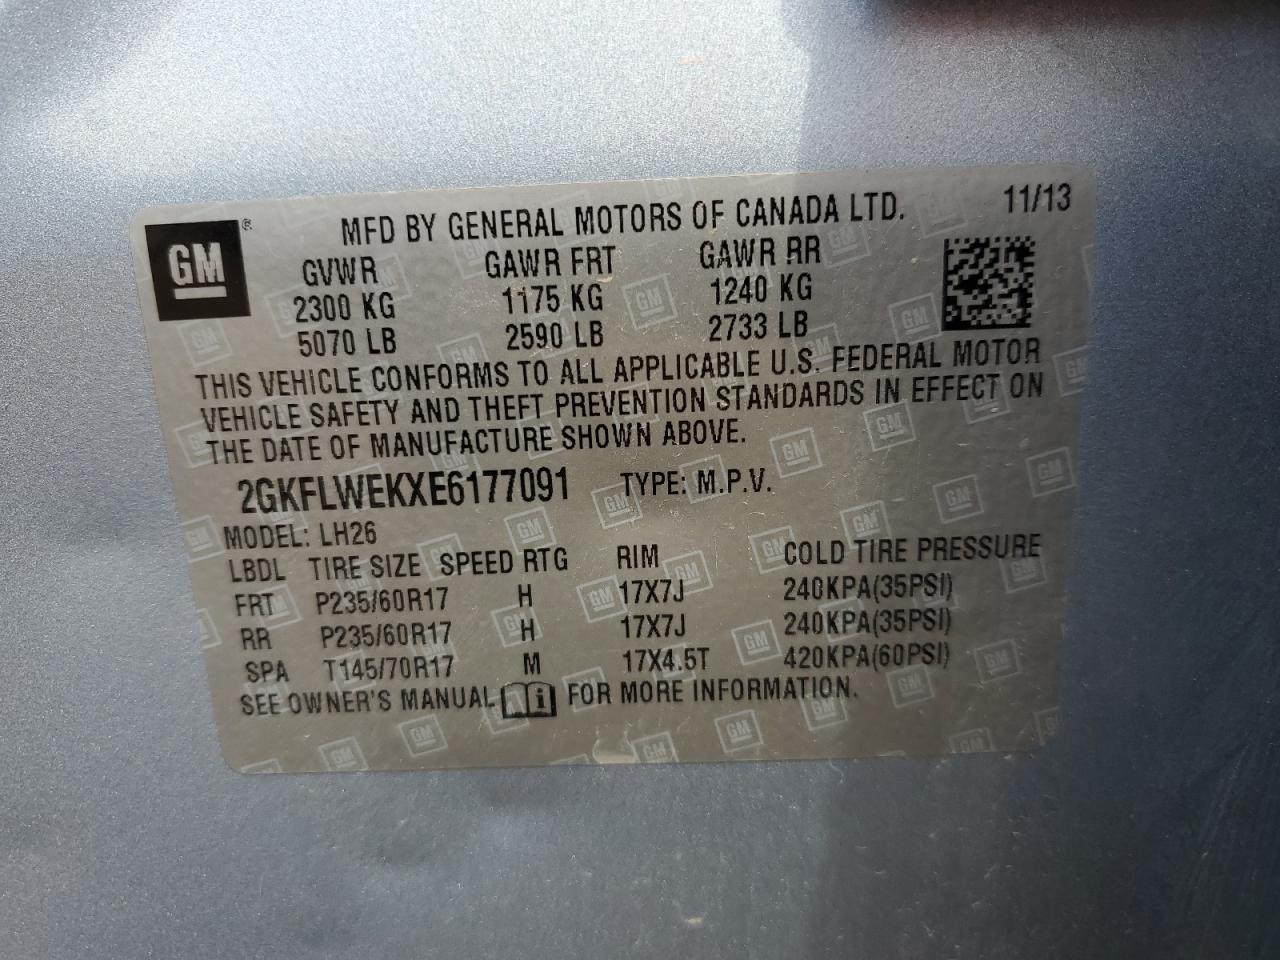 GM®
MFD BY GENERAL MOTORS OF CANADA LTD. 11/13
GVWR GAWR FRT GAWR RR
2300 KG 1175 KG 1240 KG
5070 LB 2590 LB 2733 LB
THIS VEHICLE CONFORMS TO ALL APPLICABLE U.S. FEDERAL MOTOR
VEHICLE SAFETY AND THEFT PREVENTION STANDARDS IN EFFECT ON
THE DATE OF MANUFACTURE SHOWN ABOVE.
2GKFLWEKXE6177091 TYPE: M.P.V.
MODEL: LH26
LBDL TIRE SIZE SPEED RTG RIM COLD TIRE PRESSURE
FRT P235/60R17 H 17X7J 240KPA(35PSI)
RR P235/60R17 H 17X7J 240KPA(35PSI)
SPA T145/70R17 M 17X4.5T 420KPA(60PSI)
SEE OWNER'S MANUAL i FOR MORE INFORMATION.